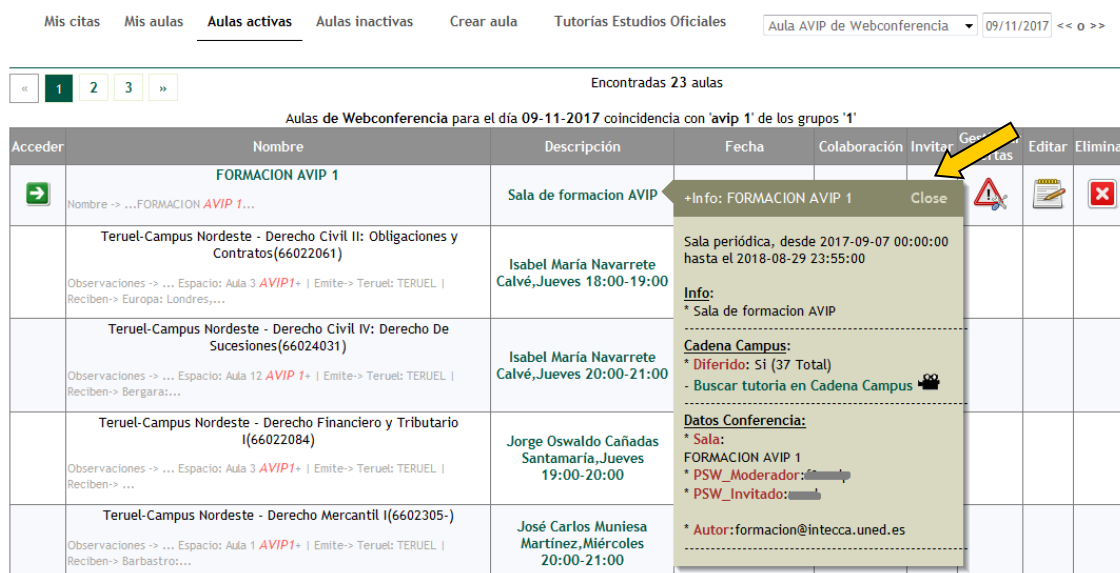 Mis citas Mis aulas Aulas activas Aulas inactivas Crear aula Tutorías Estudios Oficiales Aula AVIP de Webconferencia 09/11/2017 << o >>
« 1 2 3 » Encontradas 23 aulas
Aulas de Webconferencia para el día 09-11-2017 coincidencia con 'avip 1' de los grupos '1'
Acceder Nombre Descripción Fecha Colaboración Invitar Editar Elimina
FORMACION AVIP 1
Nombre -> ...FORMACION AVIP 1...
Sala de formacion AVIP
+Info: FORMACION AVIP 1 Close
Sala periódica, desde 2017-09-07 00:00:00
hasta el 2018-08-29 23:55:00
Info:
* Sala de formacion AVIP
Cadena Campus:
* Diferido: Si (37 Total)
- Buscar tutoria en Cadena Campus
Datos Conferencia:
* Sala:
FORMACION AVIP 1
* PSW_Moderador:
* PSW_Invitado:
* Autor:formacion@intecca.uned.es
Teruel-Campus Nordeste - Derecho Civil II: Obligaciones y
Contratos(66022061)
Observaciones -> ... Espacio: Aula 3 AVIP1+ | Emite-> Teruel: TERUEL |
Reciben-> Europa: Londres,...
Isabel María Navarrete
Calvé,Jueves 18:00-19:00
Teruel-Campus Nordeste - Derecho Civil IV: Derecho De
Sucesiones(66024031)
Observaciones -> ... Espacio: Aula 12 AVIP 1+ | Emite-> Teruel: TERUEL |
Reciben-> Bergara:...
Isabel María Navarrete
Calvé,Jueves 20:00-21:00
Teruel-Campus Nordeste - Derecho Financiero y Tributario
I(66022084)
Observaciones -> ... Espacio: Aula 3 AVIP1+ | Emite-> Teruel: TERUEL |
Reciben-> ...
Jorge Oswaldo Cañadas
Santamaría,Jueves
19:00-20:00
Teruel-Campus Nordeste - Derecho Mercantil I(6602305-)
Observaciones -> ... Espacio: Aula 1 AVIP1+ | Emite-> Teruel: TERUEL |
Reciben-> Barbastro:...
José Carlos Muniesa
Martínez,Miércoles
20:00-21:00